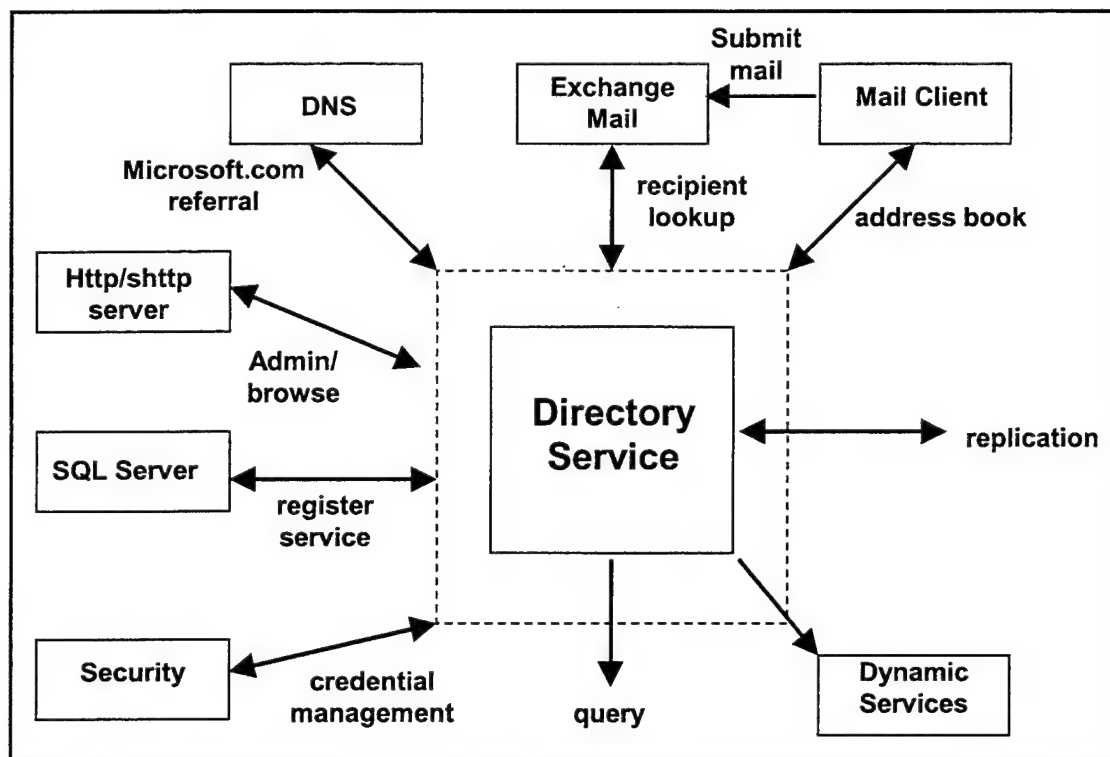 Submit
mail
DNS
Exchange
Mail
Mail Client
Microsoft.com
referral
recipient
lookup
address book
Http/shttp
server
Admin/
browse
Directory
Service
replication
SQL Server
register
service
Security
credential
management
query
Dynamic
Services